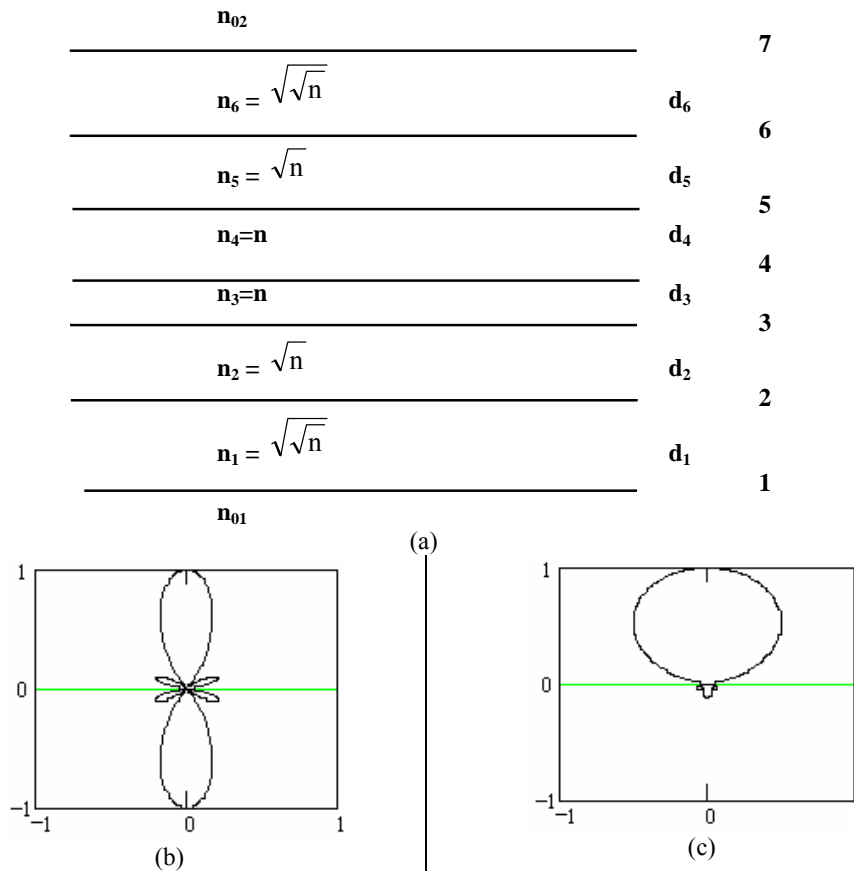 n₀₂
7
n₆ = √√n d₆
6
n₅ = √n d₅
5
n₄=n d₄
4
n₃=n d₃
3
n₂ = √n d₂
2
n₁ = √√n d₁
1
n₀₁
(a)
1
0
−1
−1 0 1
(b)
1
0
−1
−1 0
(c)